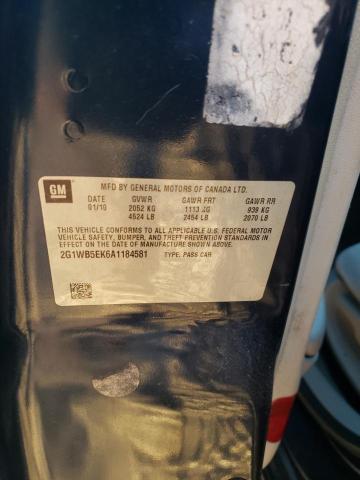 GM
MFD BY GENERAL MOTORS OF CANADA LTD.
DATE GVWR GAWR FRT GAWR RR
01/10 2052 KG 1113 KG 939 KG
4524 LB 2454 LB 2070 LB
THIS VEHICLE CONFORMS TO ALL APPLICABLE U.S. FEDERAL MOTOR
VEHICLE SAFETY, BUMPER, AND THEFT PREVENTION STANDARDS
IN EFFECT ON THE DATE OF MANUFACTURE SHOWN ABOVE.
2G1WB5EK6A1184581 TYPE: PASS CAR